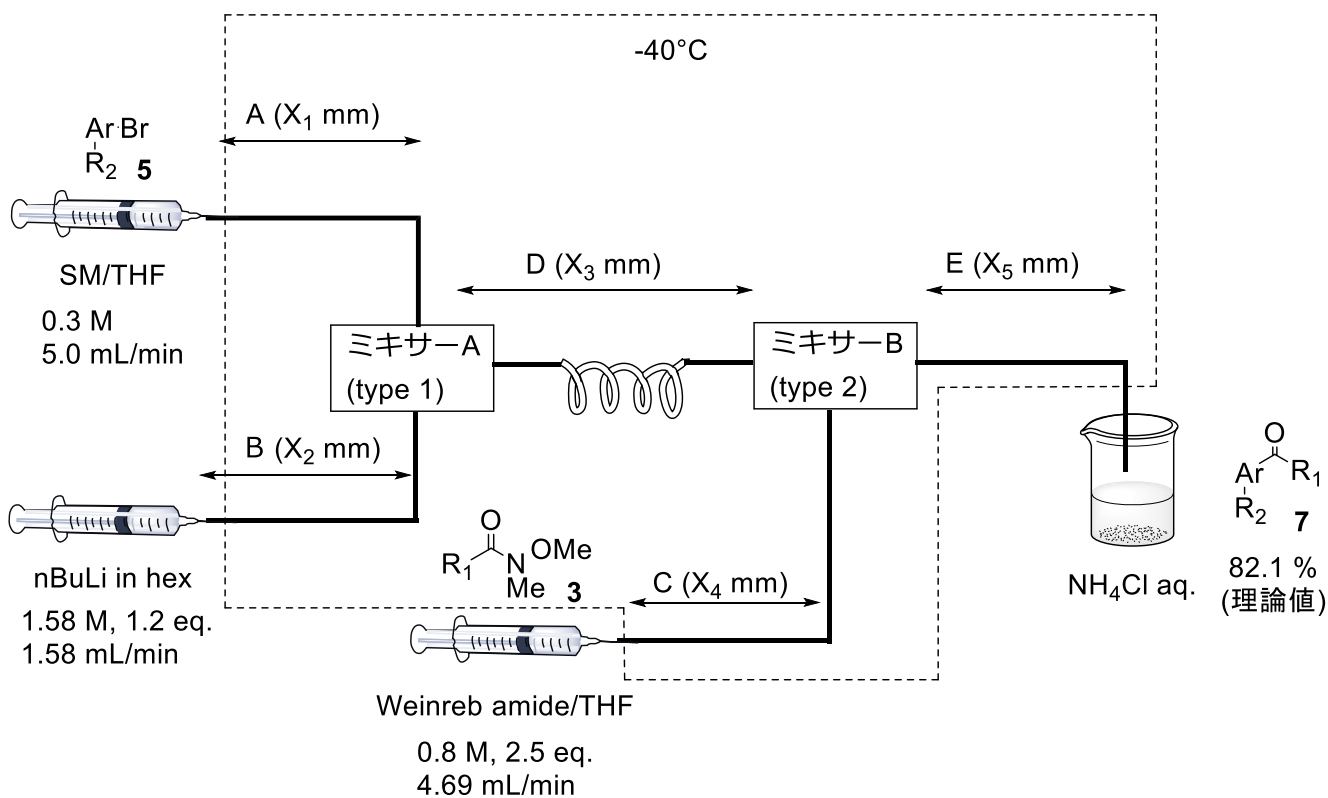 -40°C
A (X1 mm)
Ar Br
R2 5
SM/THF
0.3 M
5.0 mL/min
D (X3 mm)
E (X5 mm)
ミキサーA
(type 1)
ミキサーB
(type 2)
B (X2 mm)
nBuLi in hex
1.58 M, 1.2 eq.
1.58 mL/min
O
R1 N OMe
Me 3
C (X4 mm)
Weinreb amide/THF
0.8 M, 2.5 eq.
4.69 mL/min
NH4Cl aq.
O
Ar R1
R2 7
82.1 %
(理論値)